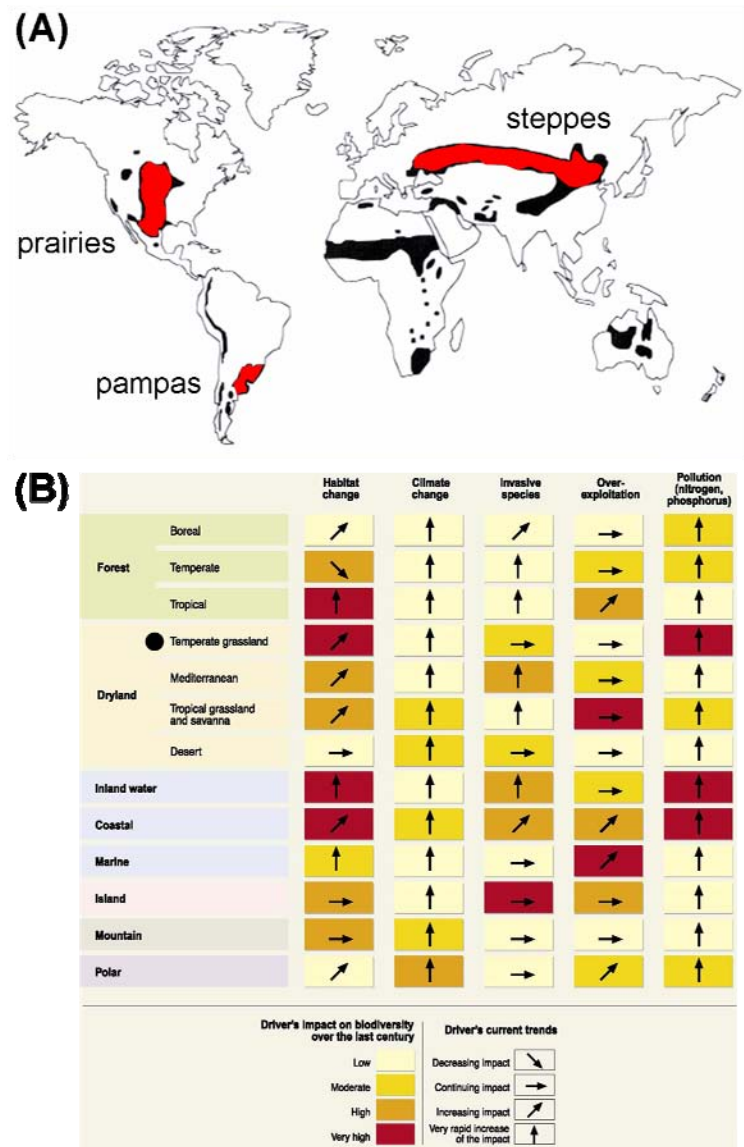 (A)
steppes
prairies
pampas
(B)
Habitat change
Climate change
Invasive species
Over-exploitation
Pollution (nitrogen, phosphorus)
Forest
Boreal
Temperate
Tropical
Dryland
Temperate grassland
Mediterranean
Tropical grassland and savanna
Desert
Inland water
Coastal
Marine
Island
Mountain
Polar
Driver's impact on biodiversity over the last century
Low
Moderate
High
Very high
Driver's current trends
Decreasing impact
Continuing impact
Increasing impact
Very rapid increase of the impact